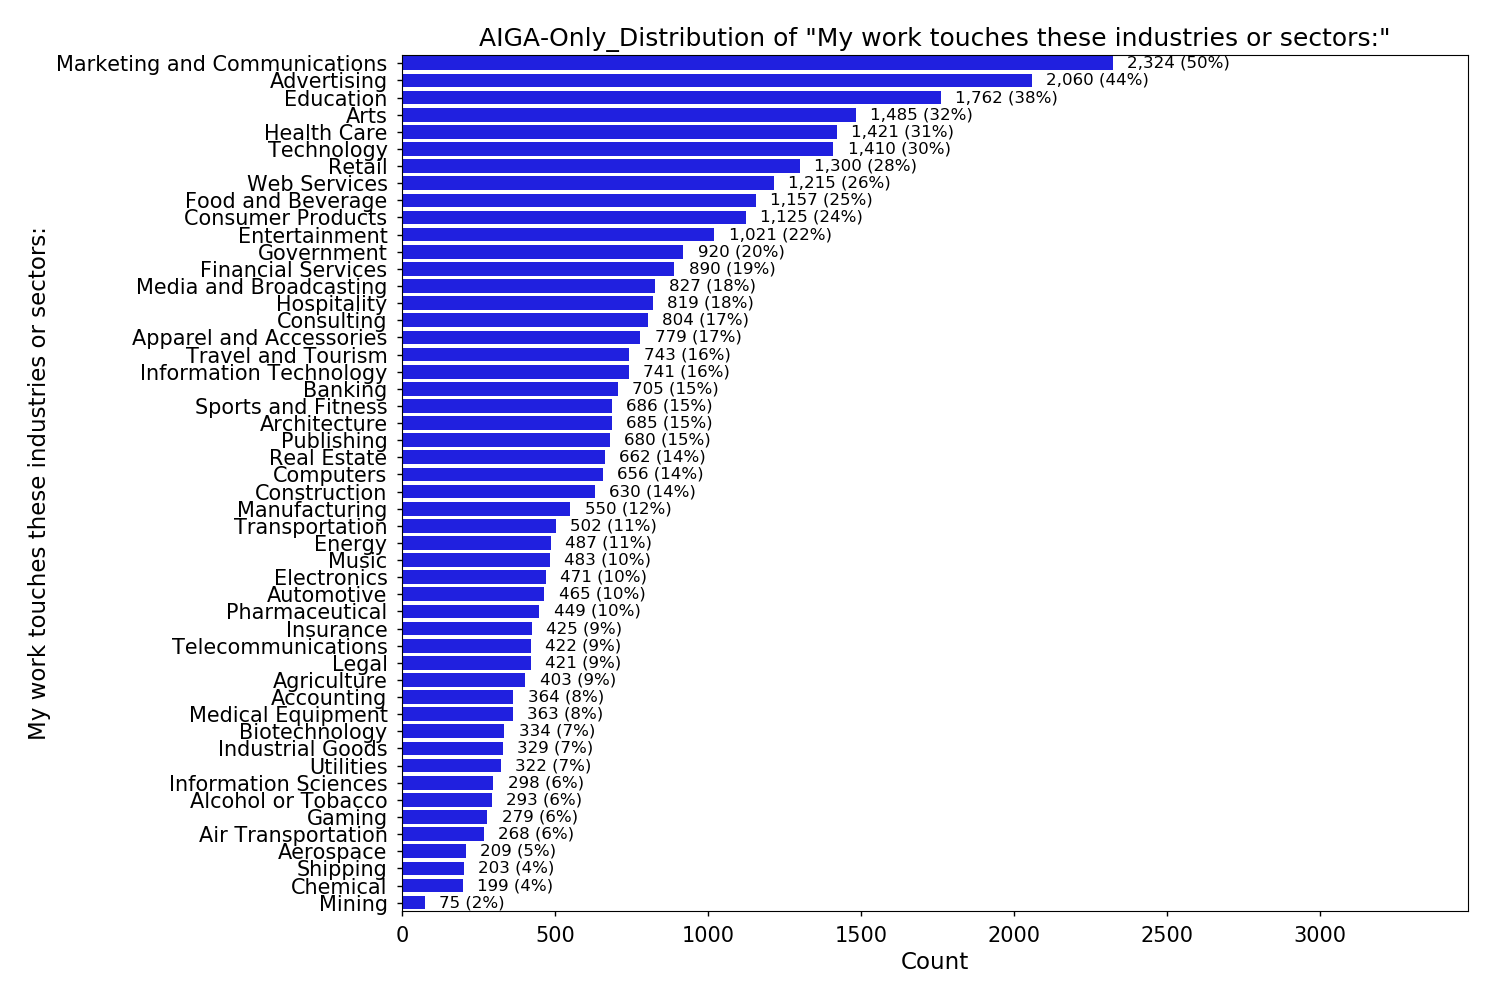 AIGA-Only_Distribution of "My work touches these industries or sectors:"
My work touches these industries or sectors:
Marketing and Communications 2,324 (50%)
Advertising 2,060 (44%)
Education 1,762 (38%)
Arts 1,485 (32%)
Health Care 1,421 (31%)
Technology 1,410 (30%)
Retail 1,300 (28%)
Web Services 1,215 (26%)
Food and Beverage 1,157 (25%)
Consumer Products 1,125 (24%)
Entertainment 1,021 (22%)
Government 920 (20%)
Financial Services 890 (19%)
Media and Broadcasting 827 (18%)
Hospitality 819 (18%)
Consulting 804 (17%)
Apparel and Accessories 779 (17%)
Travel and Tourism 743 (16%)
Information Technology 741 (16%)
Banking 705 (15%)
Sports and Fitness 686 (15%)
Architecture 685 (15%)
Publishing 680 (15%)
Real Estate 662 (14%)
Computers 656 (14%)
Construction 630 (14%)
Manufacturing 550 (12%)
Transportation 502 (11%)
Energy 487 (11%)
Music 483 (10%)
Electronics 471 (10%)
Automotive 465 (10%)
Pharmaceutical 449 (10%)
Insurance 425 (9%)
Telecommunications 422 (9%)
Legal 421 (9%)
Agriculture 403 (9%)
Accounting 364 (8%)
Medical Equipment 363 (8%)
Biotechnology 334 (7%)
Industrial Goods 329 (7%)
Utilities 322 (7%)
Information Sciences 298 (6%)
Alcohol or Tobacco 293 (6%)
Gaming 279 (6%)
Air Transportation 268 (6%)
Aerospace 209 (5%)
Shipping 203 (4%)
Chemical 199 (4%)
Mining 75 (2%)
0 500 1000 1500 2000 2500 3000
Count